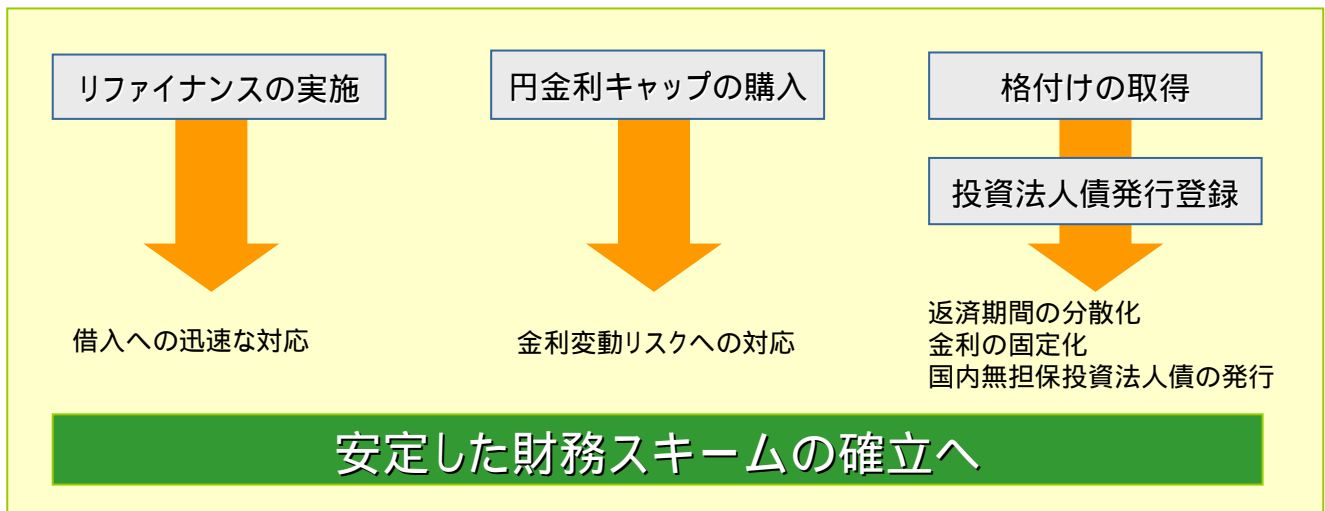 リファイナンスの実施
円金利キャップの購入
格付けの取得
投資法人債発行登録
借入への迅速な対応
金利変動リスクへの対応
返済期間の分散化
金利の固定化
国内無担保投資法人債の発行
安定した財務スキームの確立へ